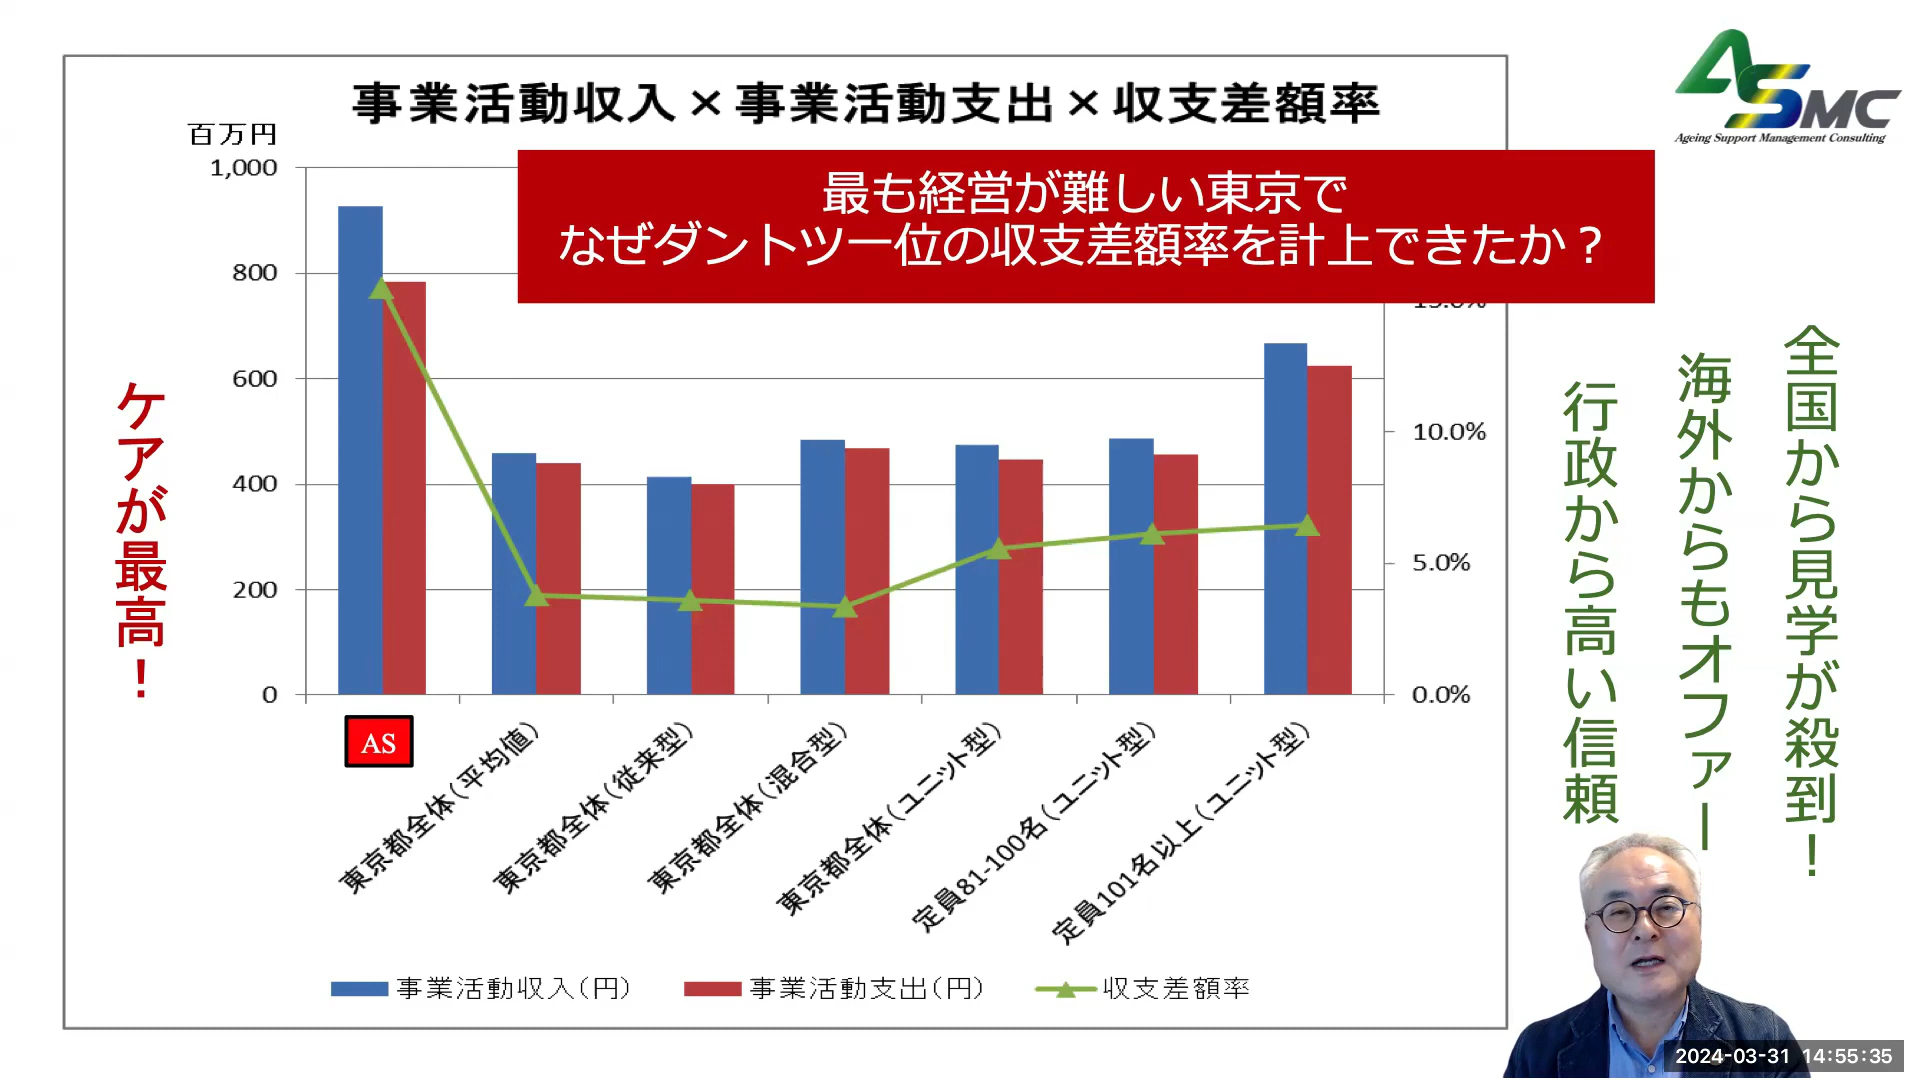 事業活動収入×事業活動支出×収支差額率
百万円
1,000
800
600
400
200
0
最も経営が難しい東京で
なぜダントツ一位の収支差額率を計上できたか？
10.0%
5.0%
0.0%
AS
東京都全体（平均値）
東京都全体（従来型）
東京都全体（混合型）
東京都全体（ユニット型）
定員81-100名（ユニット型）
定員101名以上（ユニット型）
事業活動収入（円）
事業活動支出（円）
収支差額率
ケアが最高！
全国から見学が殺到！
海外からもオファー
行政から高い信頼
ASMC
Ageing Support Management Consulting
2024-03-31 14:55:35